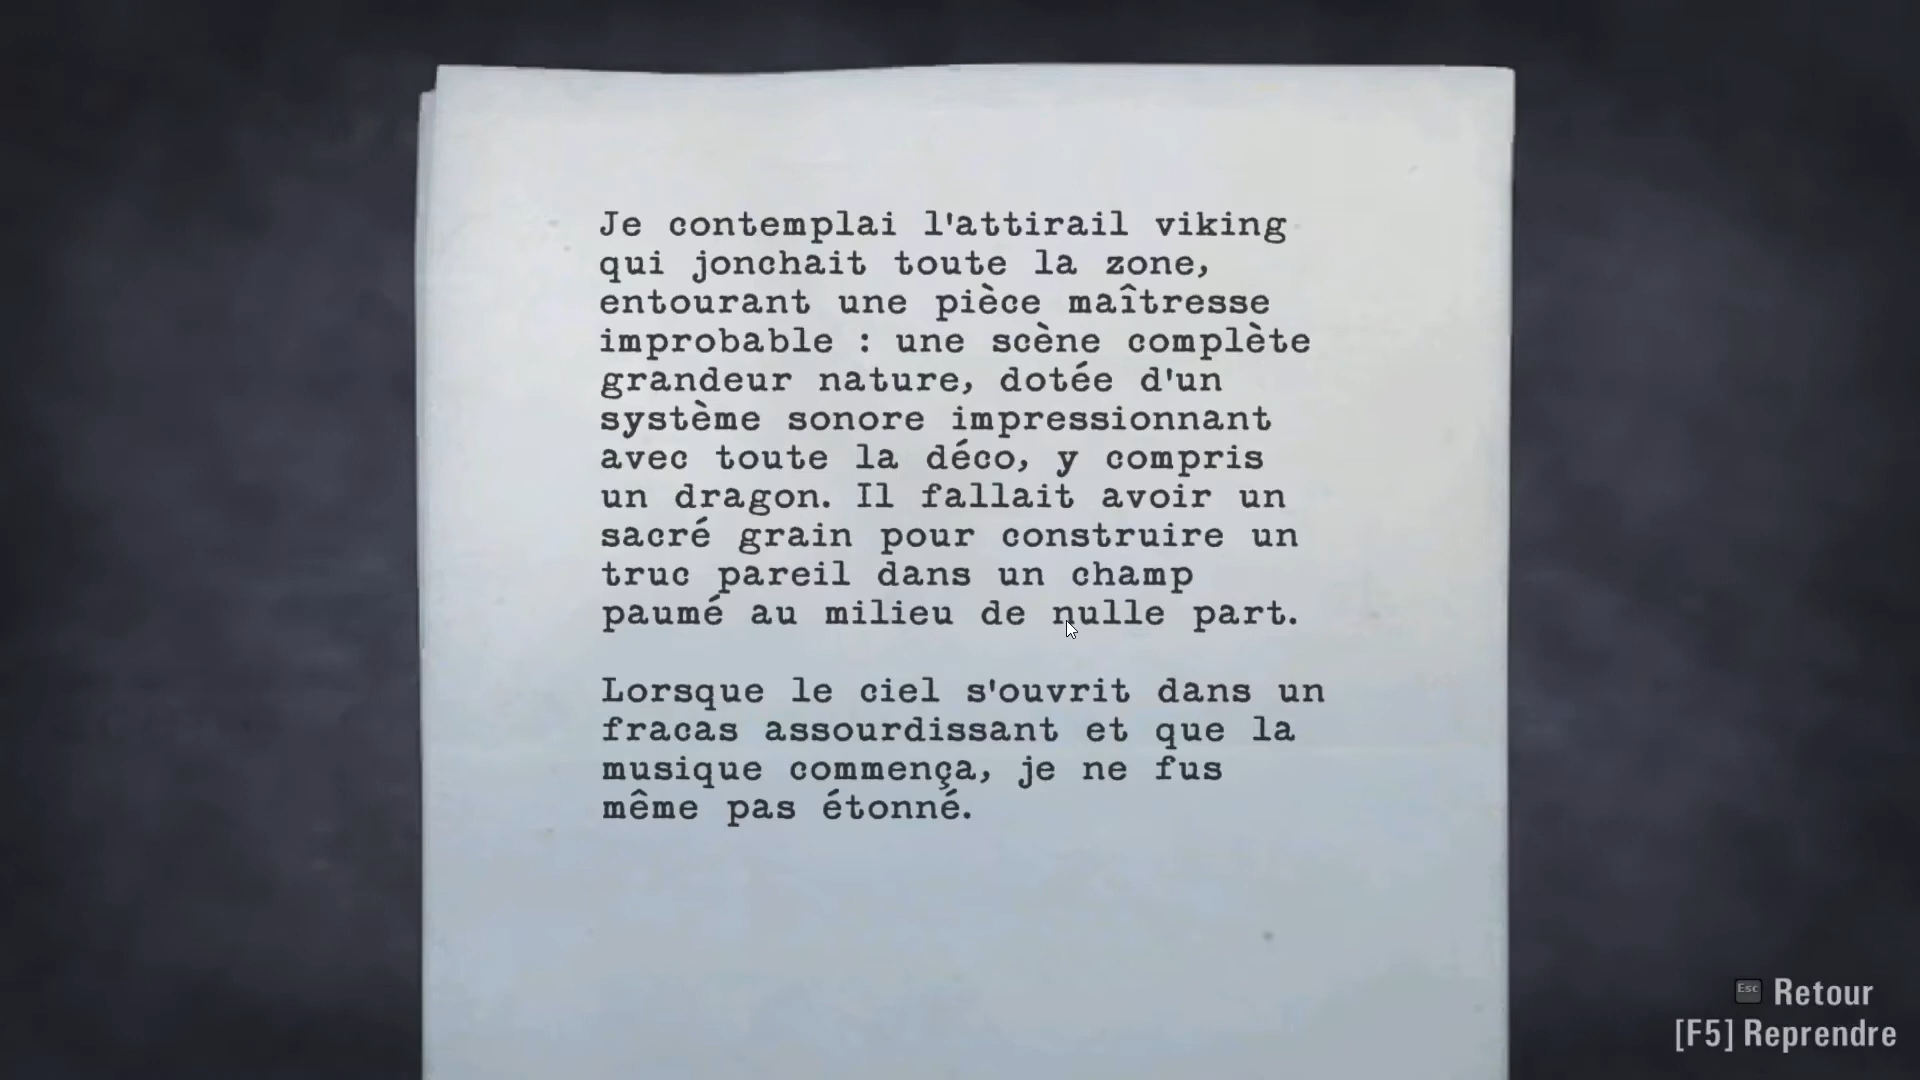 Je contemplai l'attirail viking
qui jonchait toute la zone,
entourant une pièce maîtresse
improbable : une scène complète
grandeur nature, dotée d'un
système sonore impressionnant
avec toute la déco, y compris
un dragon. Il fallait avoir un
sacré grain pour construire un
truc pareil dans un champ
paumé au milieu de nulle part.
Lorsque le ciel s'ouvrit dans un
fracas assourdissant et que la
musique commença, je ne fus
même pas étonné.
Esc Retour
[F5] Reprendre